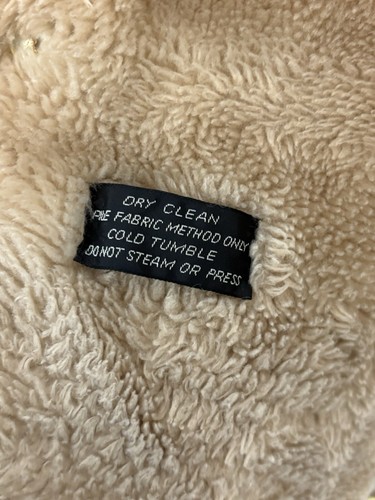 DRY CLEAN
PILE FABRIC METHOD ONLY
COLD TUMBLE
DO NOT STEAM OR PRESS